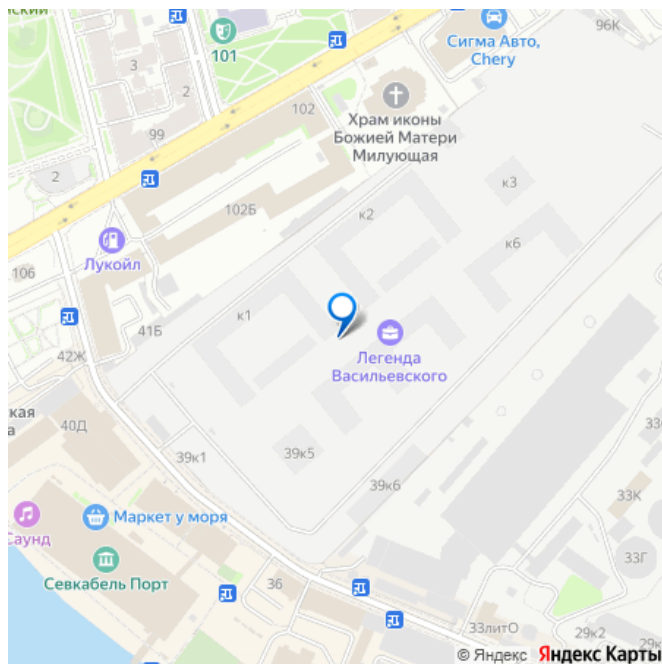 96К
Сигма Авто,
Chery
101
3
2
102
99
Храм иконы
Божией Матери
Милующая
2
к3
102Б
к2
к6
Лукойл
106
к1
41Б
Легенда
Васильевского
42Ж
40Д
39к1
39к5
39к6
33К
Маркет у моря
Саунд
Севкабель Порт
36
33Г
33литО
29к2
© Яндекс Яндекс Карты